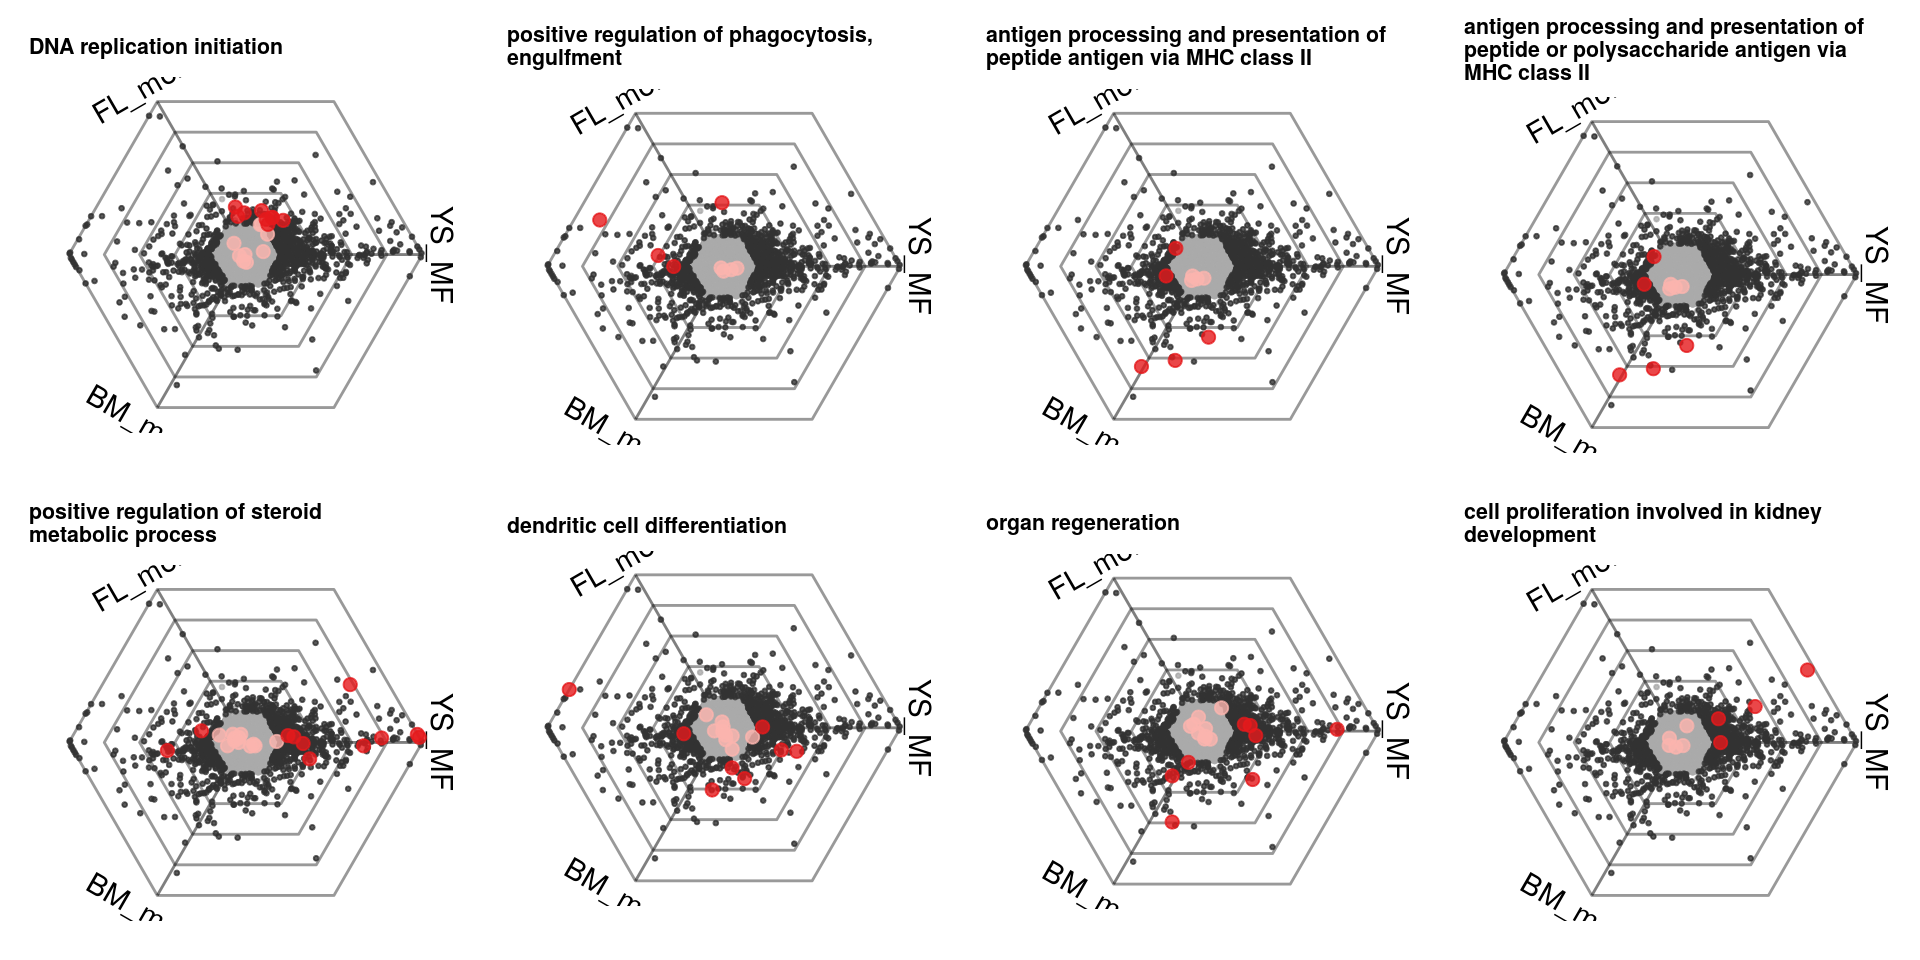 DNA replication initiation
positive regulation of phagocytosis,
engulfment
antigen processing and presentation of
peptide antigen via MHC class II
antigen processing and presentation of
peptide or polysaccharide antigen via
MHC class II
YS_MF
YS_MF
YS_MF
YS_MF
positive regulation of steroid
metabolic process
dendritic cell differentiation
organ regeneration
cell proliferation involved in kidney
development
YS_MF
YS_MF
YS_MF
YS_MF